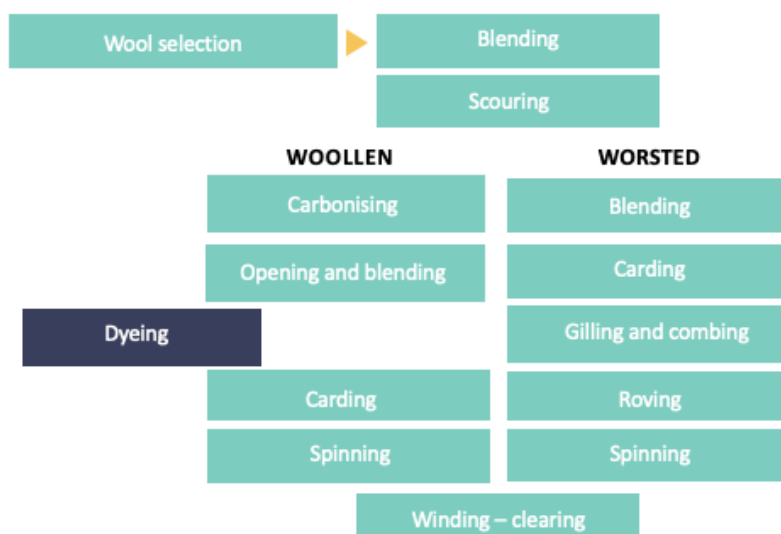 Wool selection
Blending
Scouring
WOOLLEN
WORSTED
Carbonising
Blending
Opening and blending
Carding
Dyeing
Gilling and combing
Carding
Roving
Spinning
Spinning
Winding – clearing